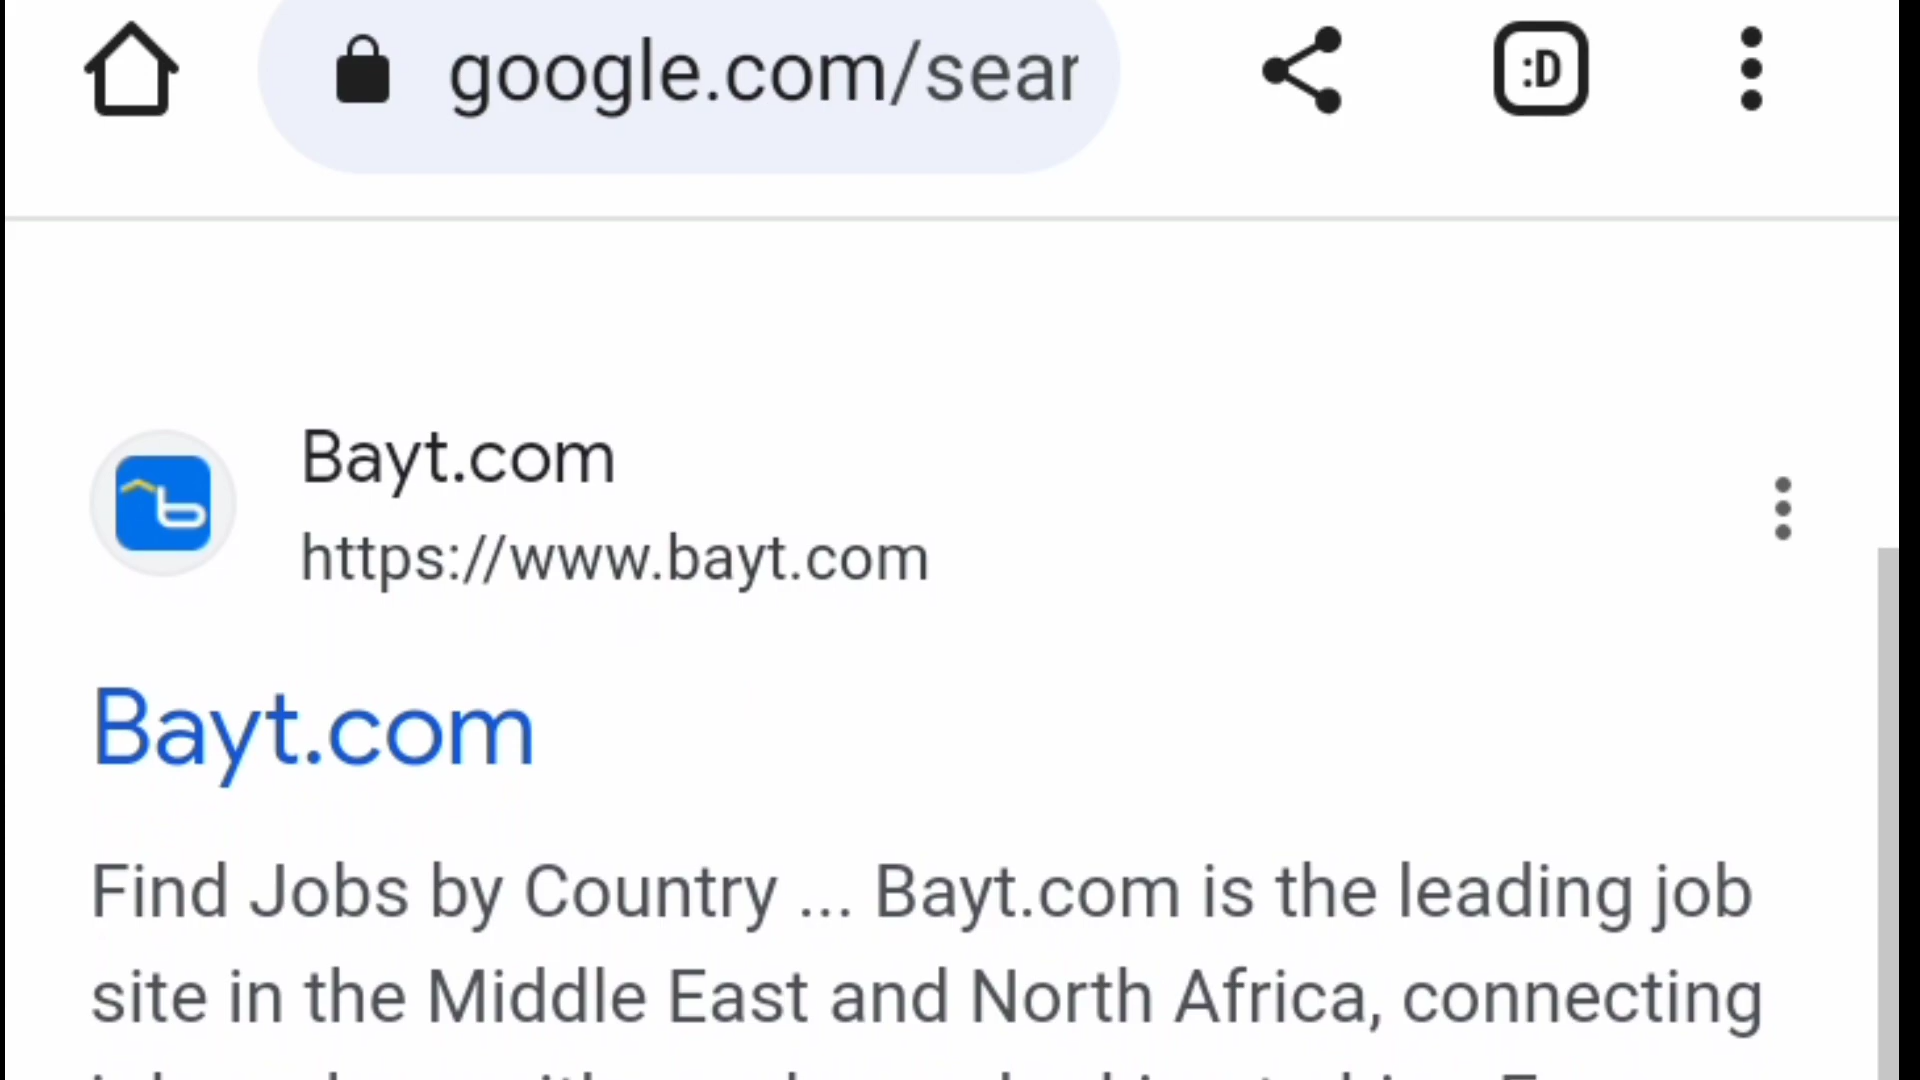 google.com/sear
:D
Bayt.com
https://www.bayt.com
Bayt.com
Find Jobs by Country ... Bayt.com is the leading job
site in the Middle East and North Africa, connecting